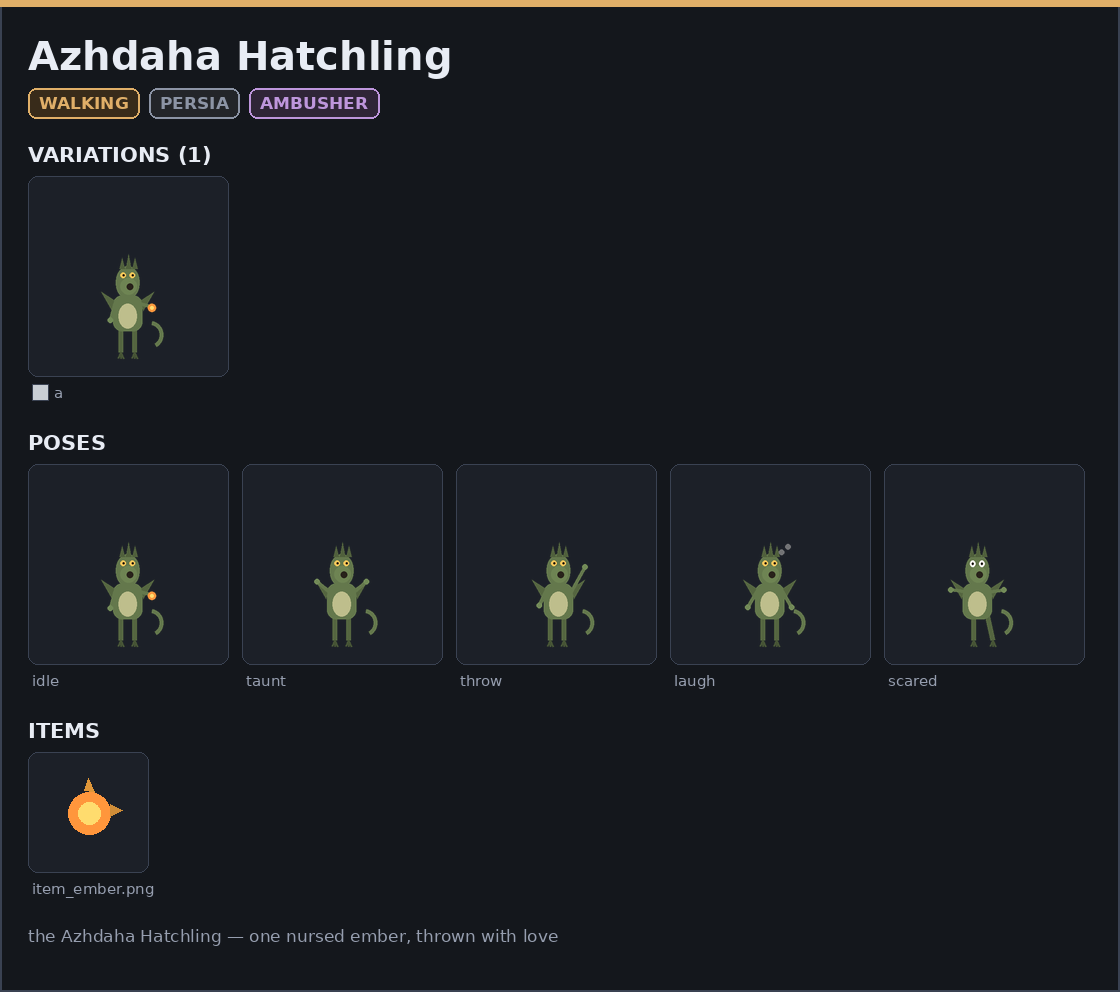 Azhdaha Hatchling
WALKING PERSIA AMBUSHER
VARIATIONS (1)
a
POSES
idle taunt throw laugh scared
ITEMS
item_ember.png
the Azhdaha Hatchling — one nursed ember, thrown with love